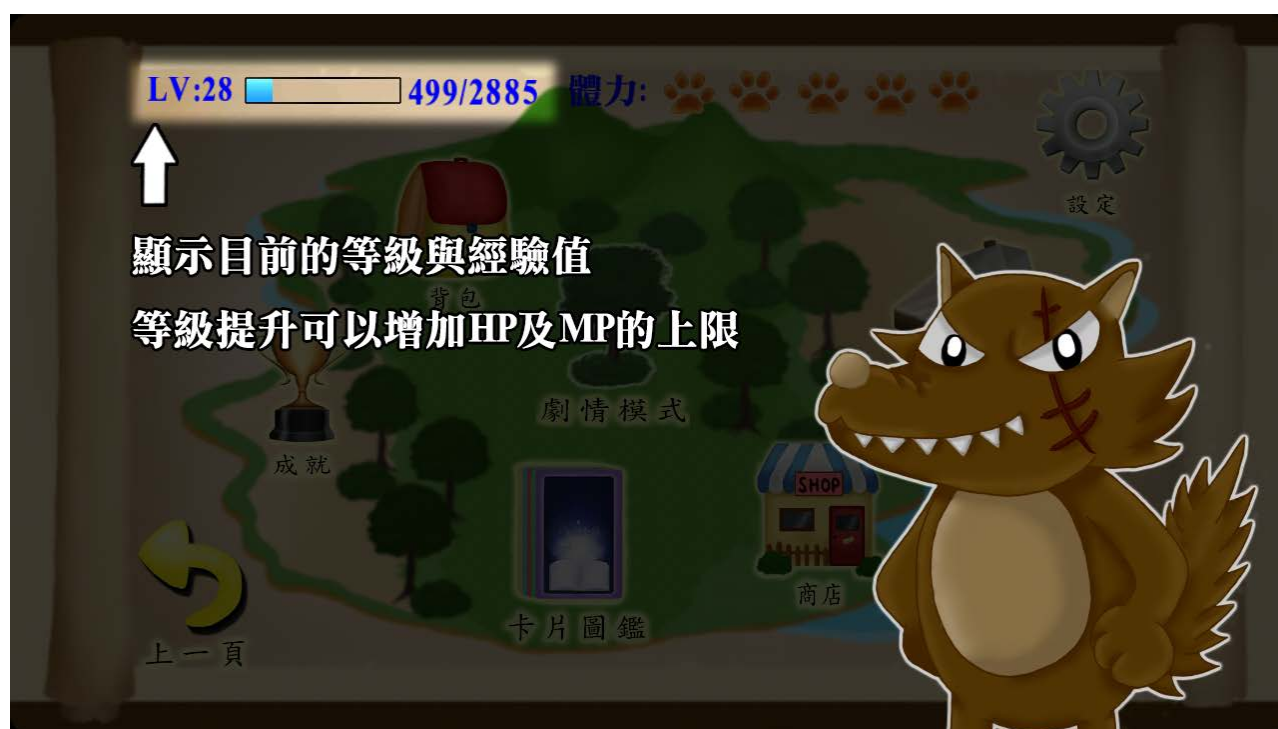 LV:28 499/2885 體力:
設定
顯示目前的等級與經驗值
背包
等級提升可以增加HP及MP的上限
劇情模式
成就
SHOP
商店
卡片圖鑑
上一頁